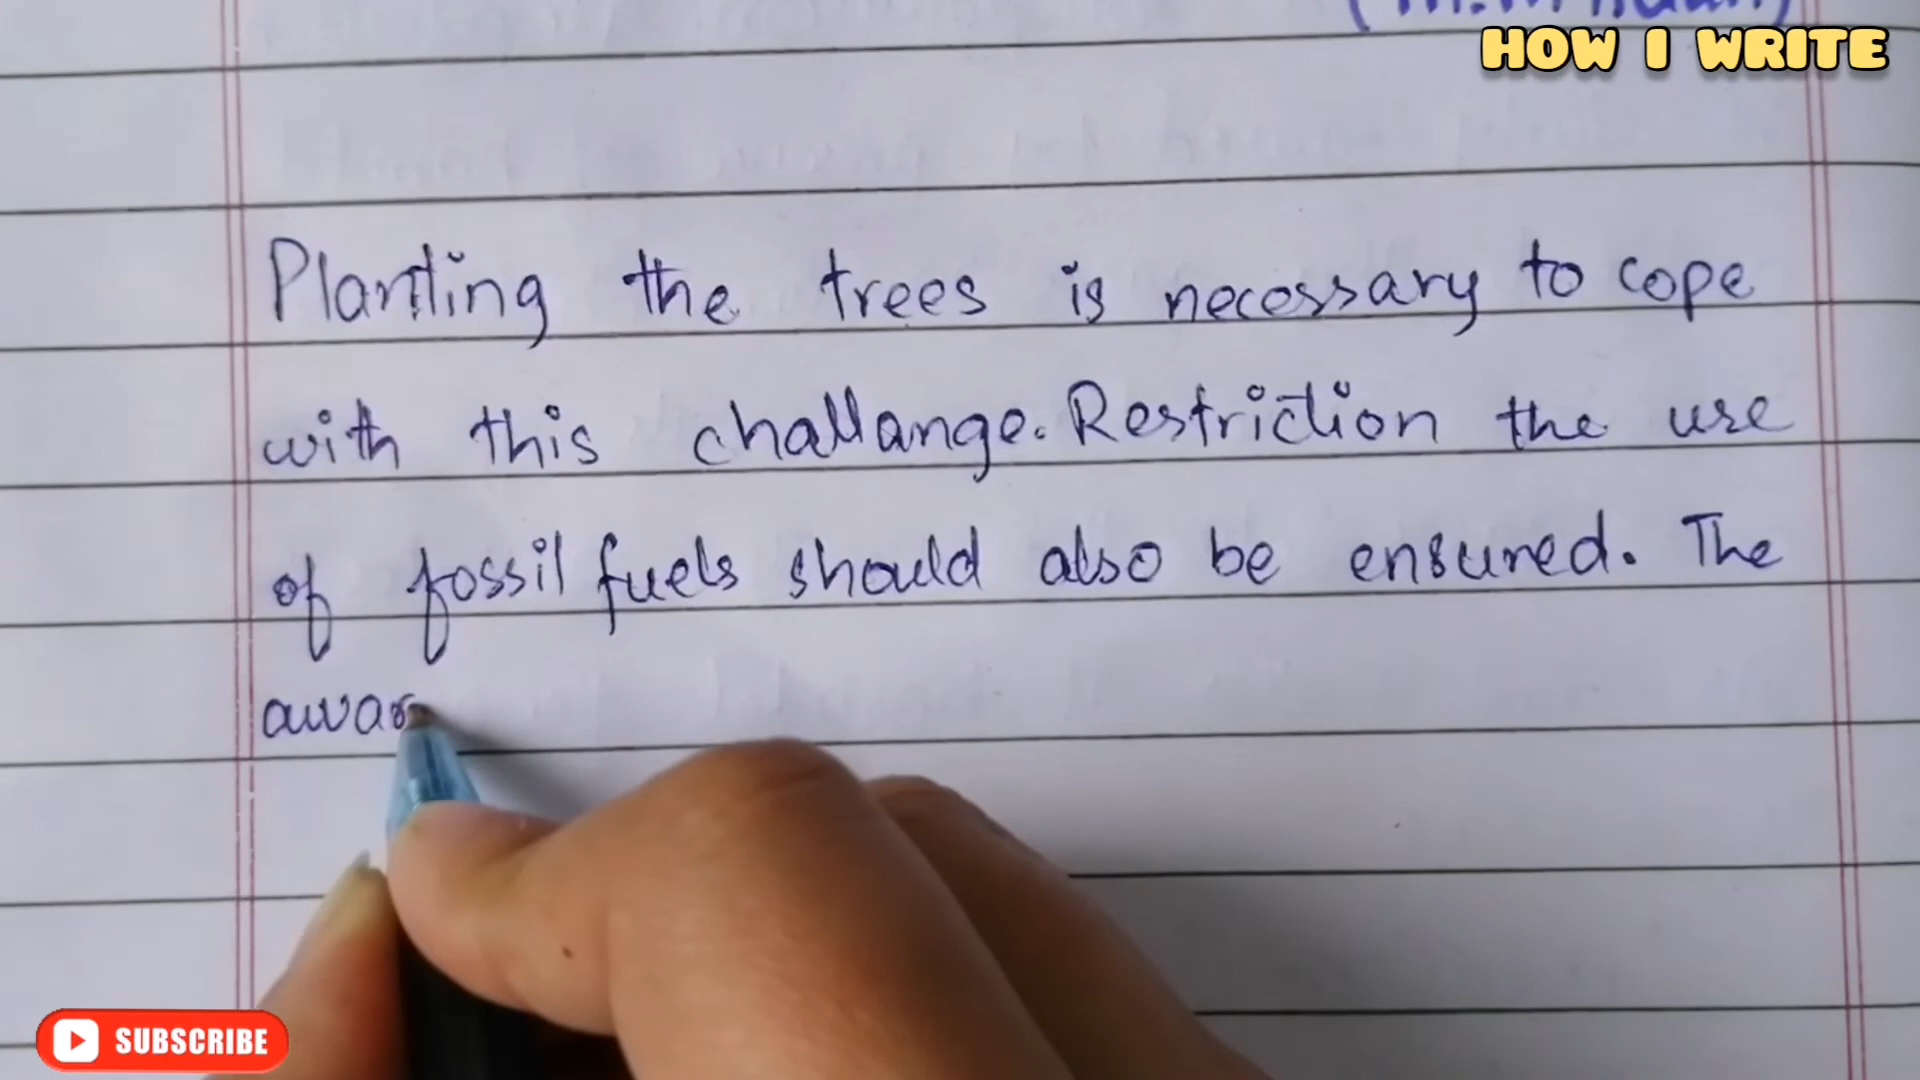 HOW I WRITE
Planting the trees is necessary to cope
with this challange. Restriction the use
of fossil fuels should also be ensured. The
awar
SUBSCRIBE